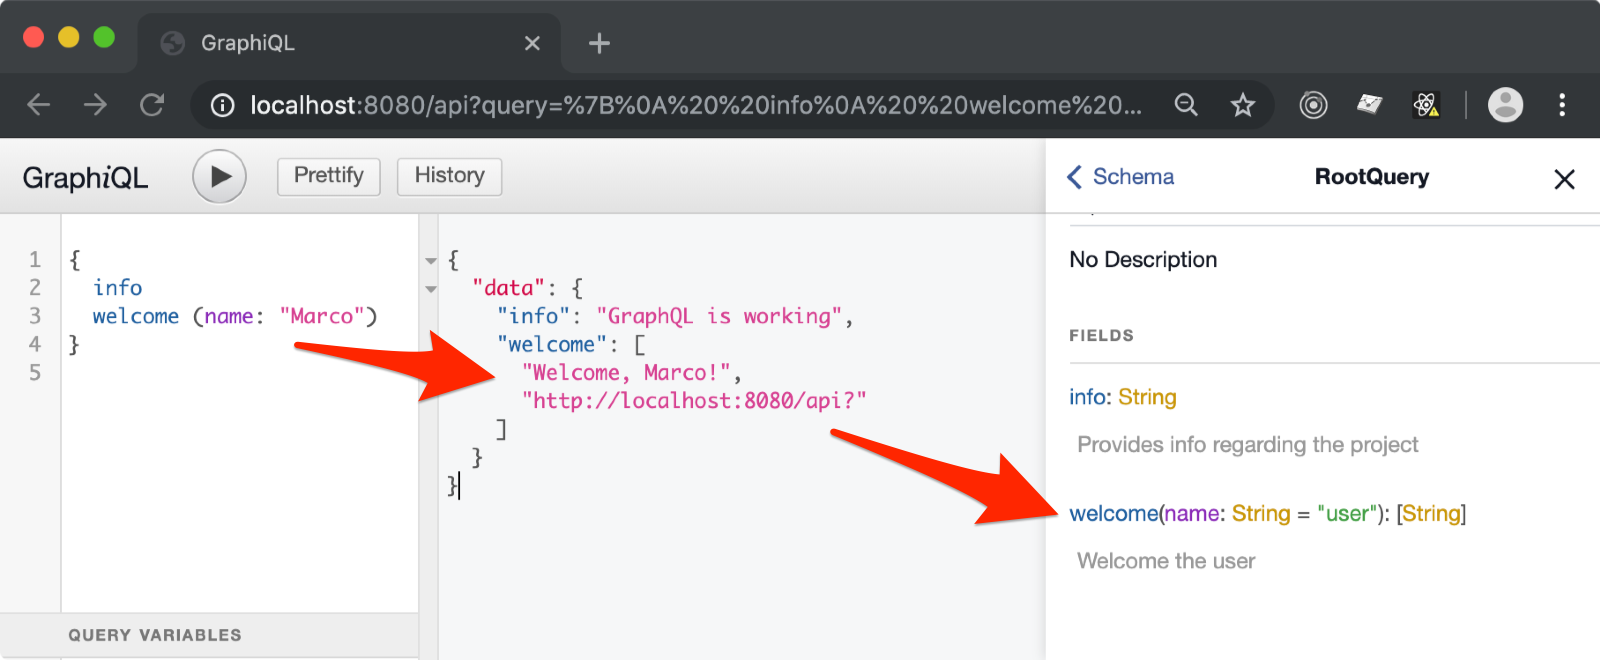 GraphiQL
localhost:8080/api?query=%7B%0A%20%20info%0A%20%20welcome%20...
GraphiQL
Prettify
History
Schema
RootQuery
1 {
2 info
3 welcome (name: "Marco")
4 }
5
{
"data": {
"info": "GraphQL is working",
"welcome": [
"Welcome, Marco!",
"http://localhost:8080/api?"
]
}
}
No Description
FIELDS
info: String
Provides info regarding the project
welcome(name: String = "user"): [String]
Welcome the user
QUERY VARIABLES